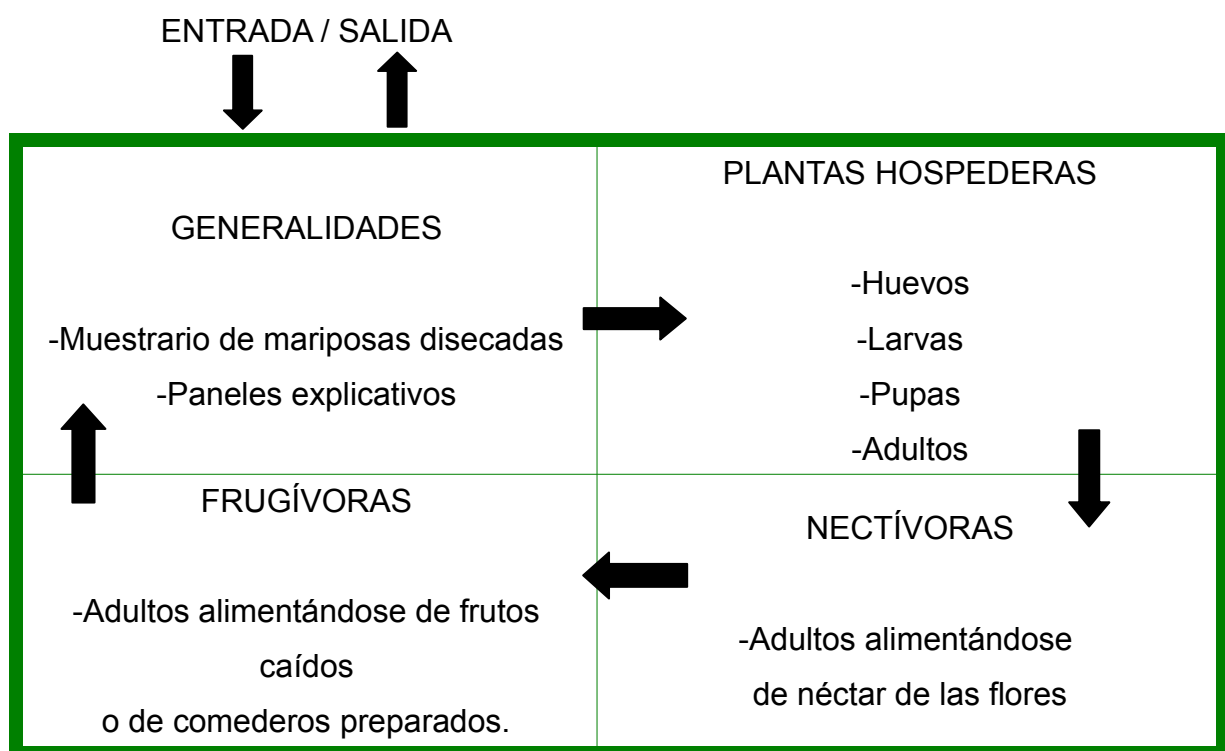 ENTRADA / SALIDA
GENERALIDADES
-Muestrario de mariposas disecadas
-Paneles explicativos
PLANTAS HOSPEDERAS
-Huevos
-Larvas
-Pupas
-Adultos
FRUGÍVORAS
-Adultos alimentándose de frutos
caídos
o de comederos preparados.
NECTÍVORAS
-Adultos alimentándose
de néctar de las flores